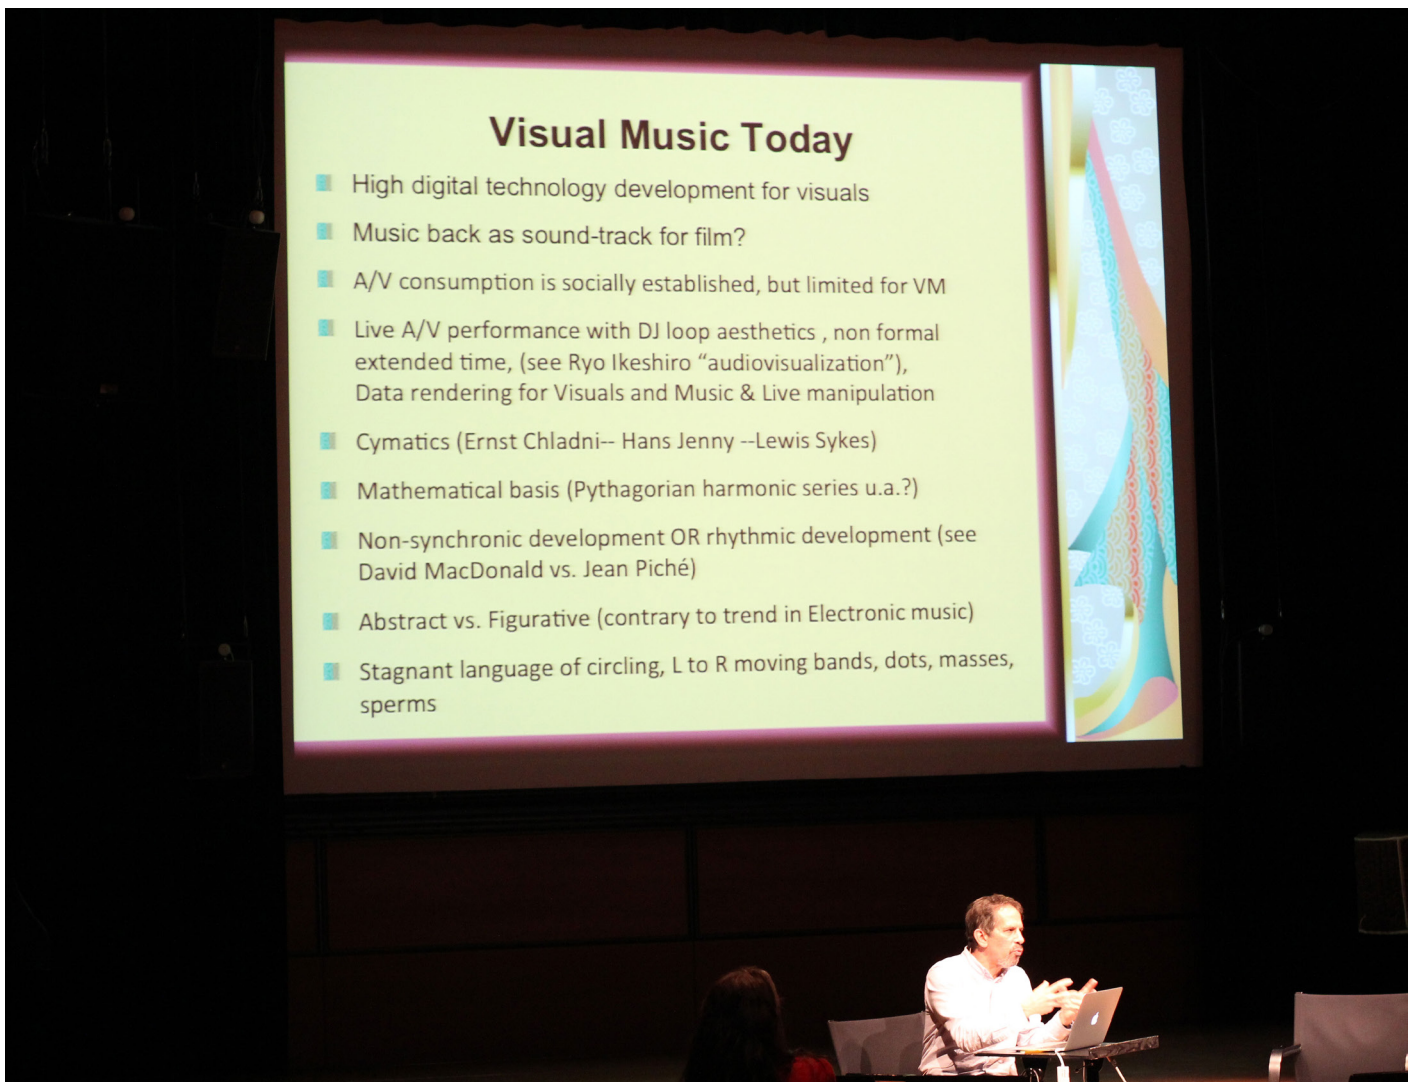 Visual Music Today
High digital technology development for visuals
Music back as sound-track for film?
A/V consumption is socially established, but limited for VM
Live A/V performance with DJ loop aesthetics , non formal
extended time, (see Ryo Ikeshiro “audiovisualization”),
Data rendering for Visuals and Music & Live manipulation
Cymatics (Ernst Chladni-- Hans Jenny --Lewis Sykes)
Mathematical basis (Pythagorian harmonic series u.a.?)
Non-synchronic development OR rhythmic development (see
David MacDonald vs. Jean Piché)
Abstract vs. Figurative (contrary to trend in Electronic music)
Stagnant language of circling, L to R moving bands, dots, masses,
sperms